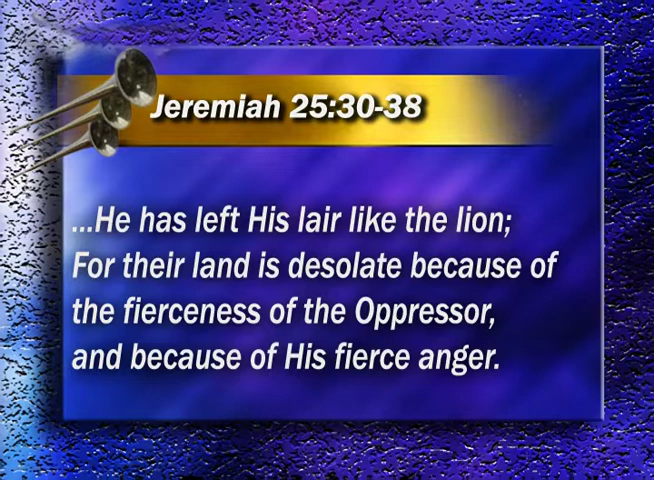 Jeremiah 25:30-38
...He has left His lair like the lion;
For their land is desolate because of
the fierceness of the Oppressor,
and because of His fierce anger.